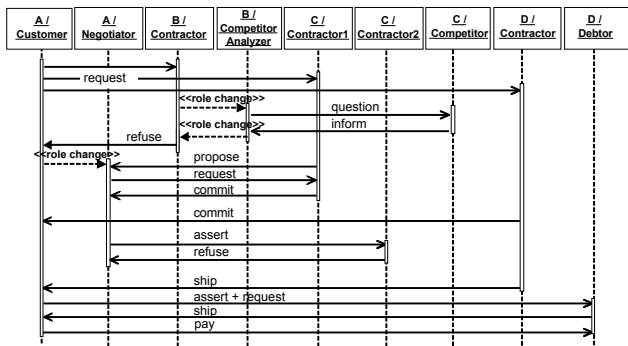 A /
Customer
A /
Negotiator
B /
Contractor
B /
Competitor
Analyzer
C /
Contractor1
C /
Contractor2
C /
Competitor
D /
Contractor
D /
Debtor
request
<<role change>>
question
<<role change>>
inform
refuse
<<role change>>
propose
request
commit
commit
assert
refuse
ship
assert + request
ship
pay